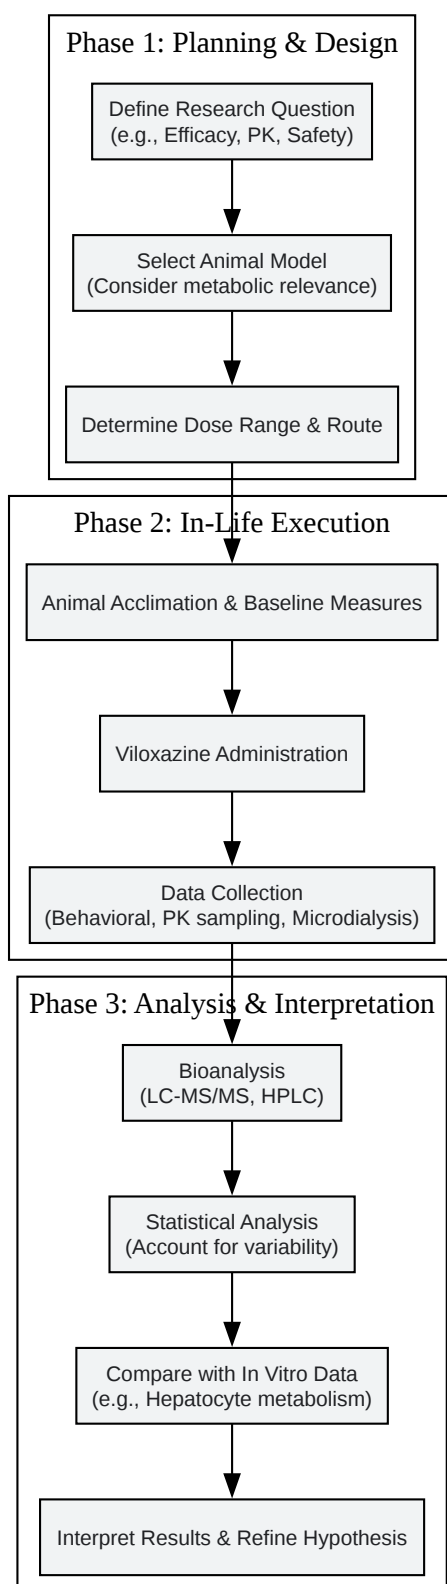 Phase 1: Planning & Design
Define Research Question
(e.g., Efficacy, PK, Safety)
Select Animal Model
(Consider metabolic relevance)
Determine Dose Range & Route
Phase 2: In-Life Execution
Animal Acclimation & Baseline Measures
Viloxazine Administration
Data Collection
(Behavioral, PK sampling, Microdialysis)
Phase 3: Analysis & Interpretation
Bioanalysis
(LC-MS/MS, HPLC)
Statistical Analysis
(Account for variability)
Compare with In Vitro Data
(e.g., Hepatocyte metabolism)
Interpret Results & Refine Hypothesis